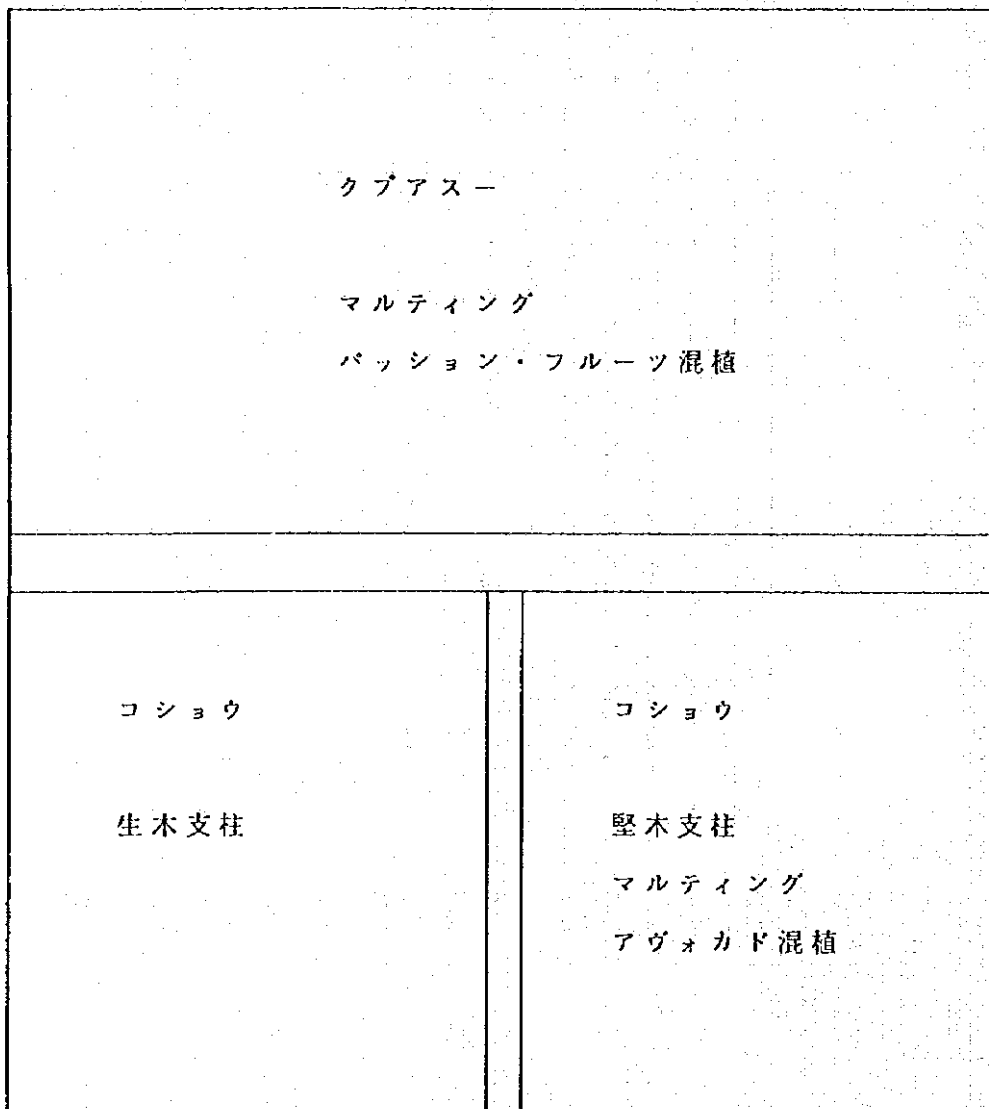 クプアスー
マルティング
パッション・フルーツ混植
コショウ
生木支柱
コショウ
堅木支柱
マルティング
アヴォカド混植